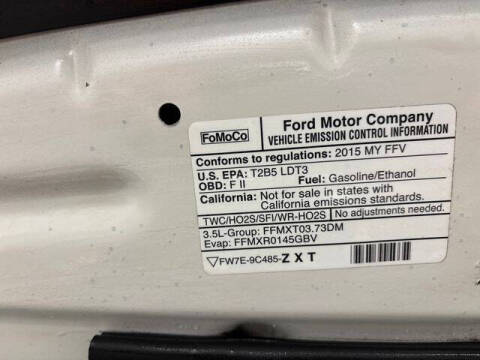 FoMoCo
Ford Motor Company
VEHICLE EMISSION CONTROL INFORMATION
Conforms to regulations: 2015 MY FFV
U.S. EPA: T2B5 LDT3
OBD: F II
Fuel: Gasoline/Ethanol
California: Not for sale in states with
California emissions standards.
TWC/HO2S/SFI/WR-HO2S
No adjustments needed.
3.5L-Group: FFMXT03.73DM
Evap: FFMXR0145GBV
FW7E-9C485-ZXT